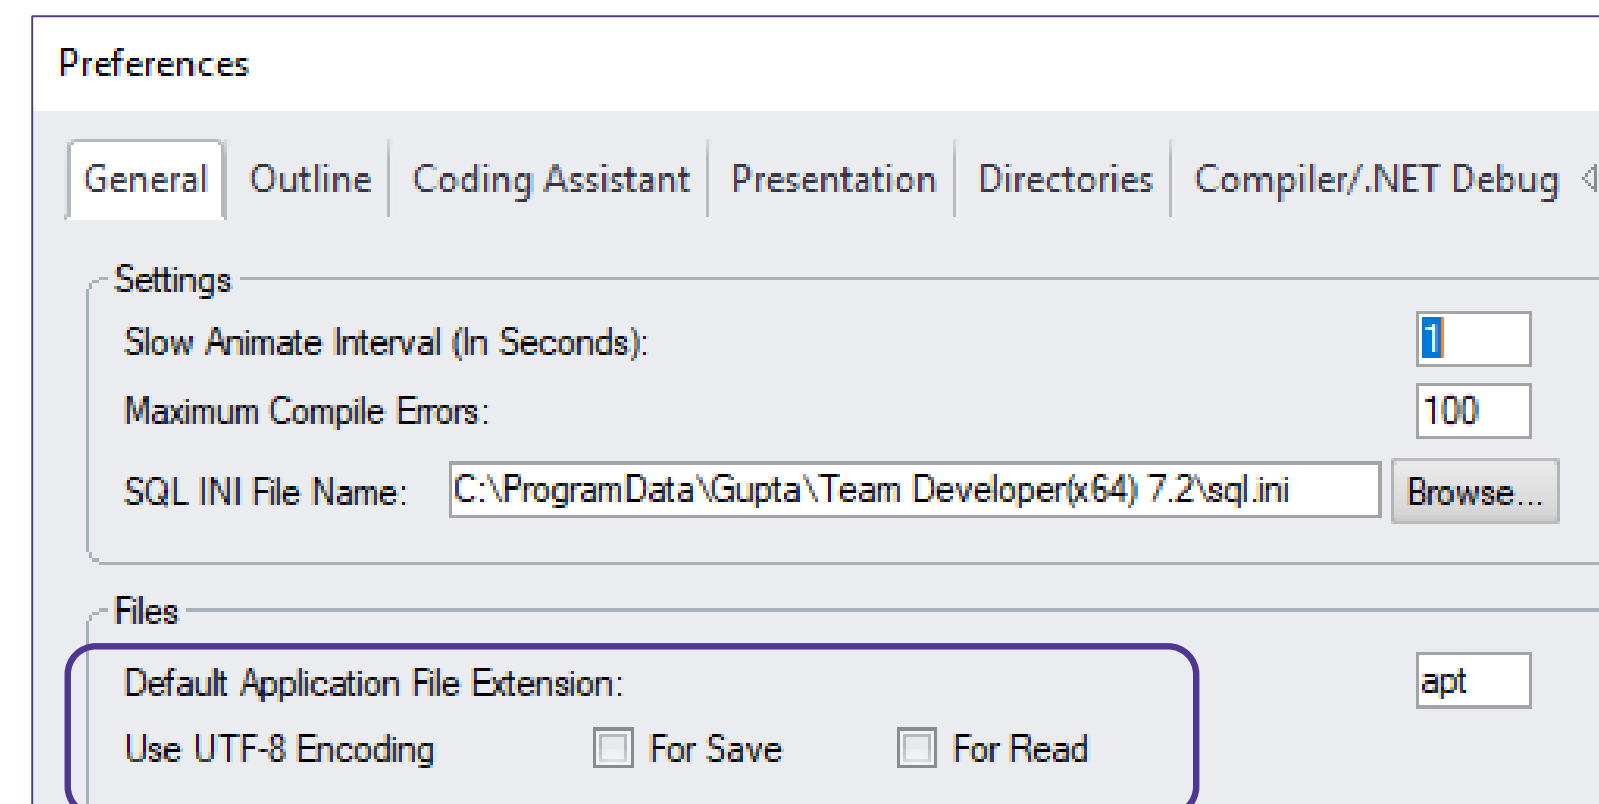 Preferences
General Outline Coding Assistant Presentation Directories Compiler/.NET Debug
Settings
Slow Animate Interval (In Seconds): 1
Maximum Compile Errors: 100
SQL INI File Name: C:\ProgramData\Gupta\Team Developer(x64) 7.2\sql.ini Browse...
Files
Default Application File Extension: apt
Use UTF-8 Encoding For Save For Read